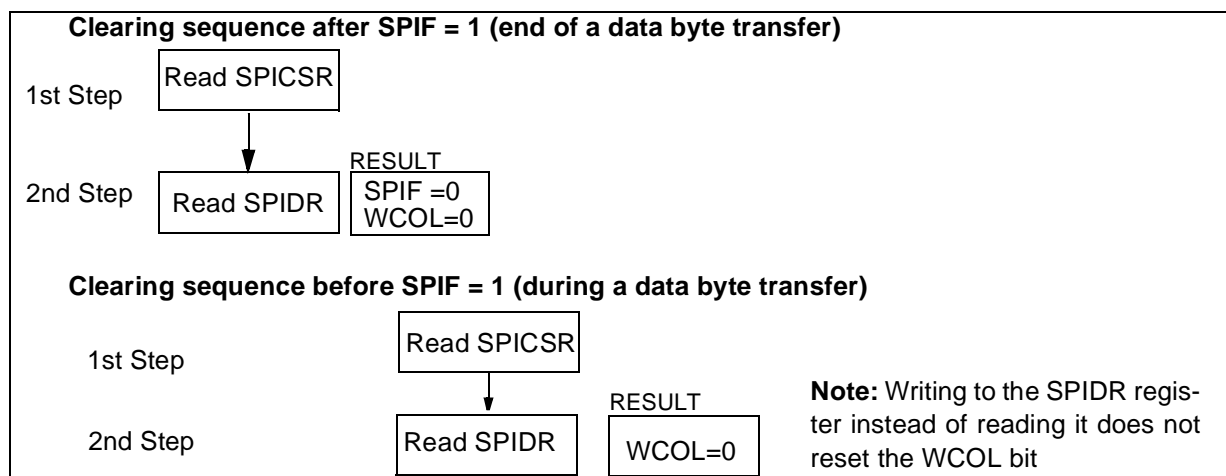 Clearing sequence after SPIF = 1 (end of a data byte transfer)
1st Step
Read SPICSR
2nd Step
Read SPIDR
RESULT
SPIF =0
WCOL=0
Clearing sequence before SPIF = 1 (during a data byte transfer)
1st Step
Read SPICSR
2nd Step
Read SPIDR
RESULT
WCOL=0
Note: Writing to the SPIDR regis-
ter instead of reading it does not
reset the WCOL bit